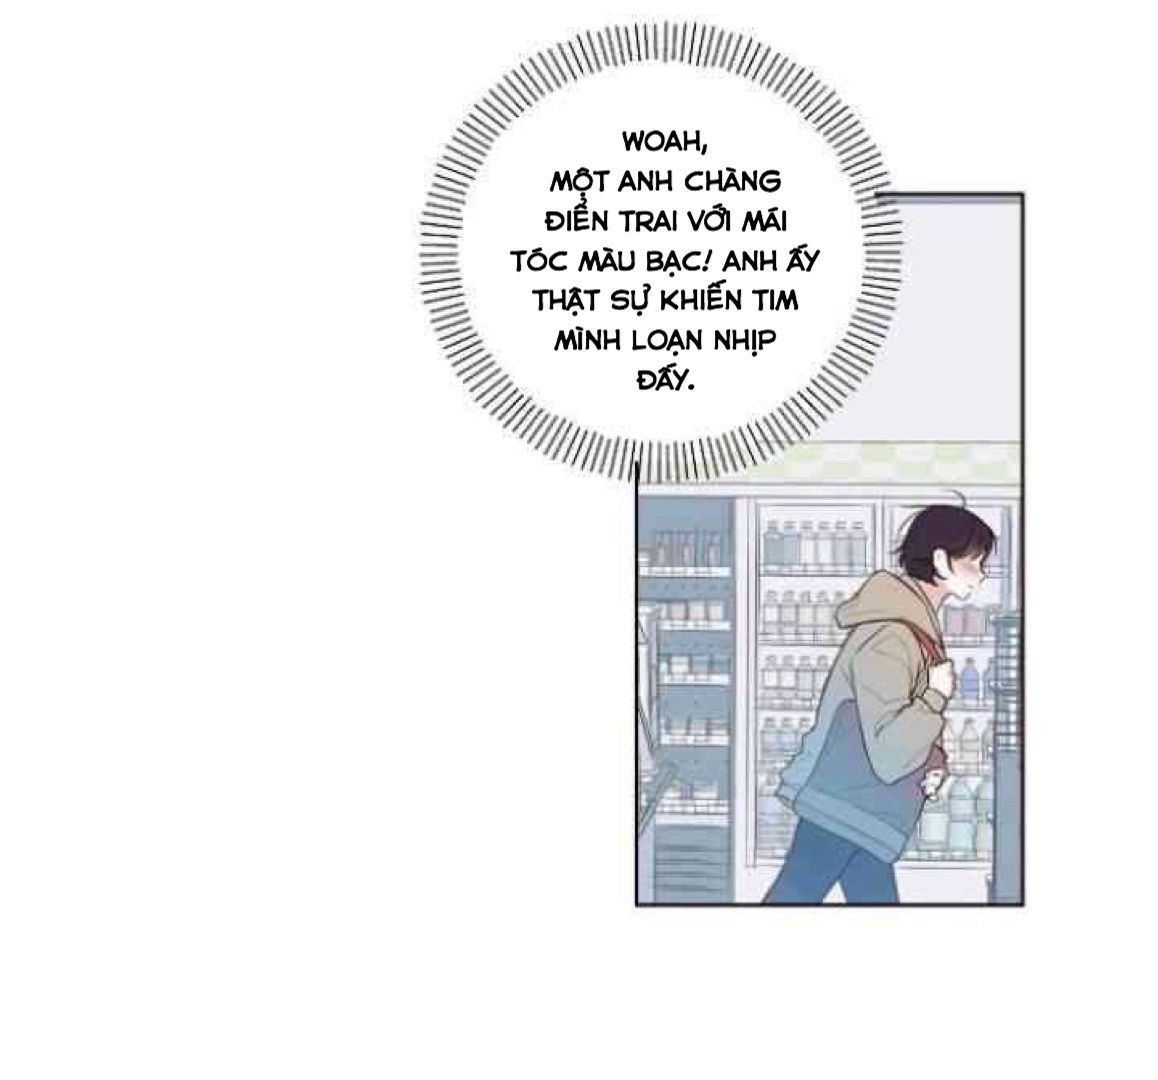 WOAH,
MỘT ANH CHÀNG
ĐIỂN TRAI VỚI MÁI
TÓC MÀU BẠC! ANH ẤY
THẬT SỰ KHIẾN TIM
MÌNH LOẠN NHỊP
ĐẤY.